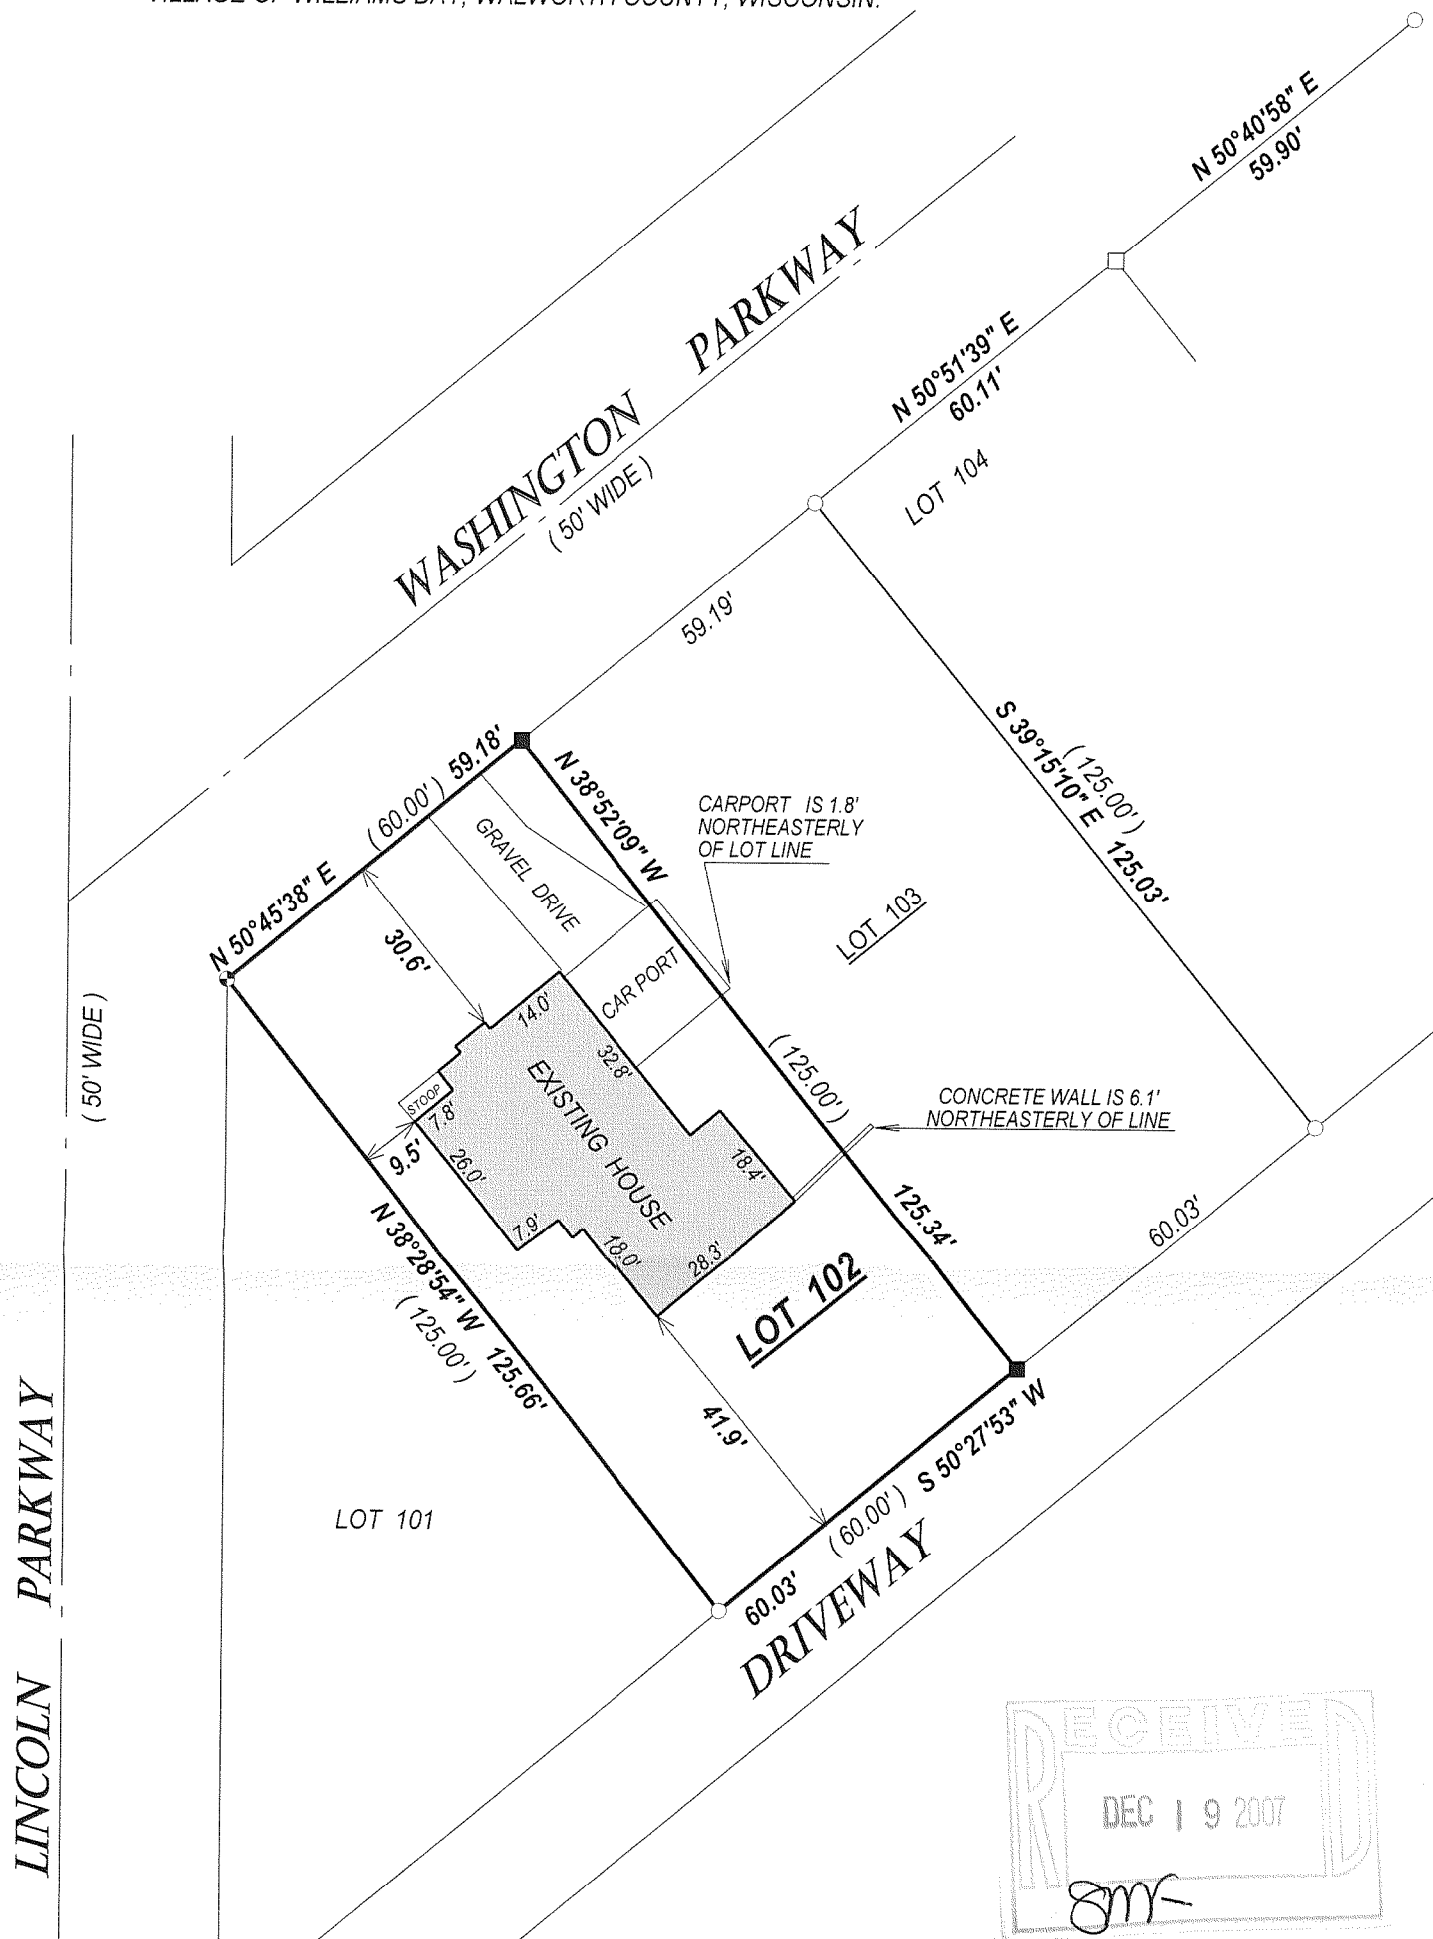 VILLAGE OF WILLIAMS BAY, WALWORTH COUNTY, WISCONSIN.
N 50°40'58" E
59.90'
WASHINGTON PARKWAY
( 50' WIDE )
N 50°51'39" E
60.11'
LOT 104
59.19'
N 50°45'38" E
( 60.00' )
59.18'
N 38°52'09" W
( 125.00' )
125.34'
S 39°15'10" E 125.03'
( 125.00' )
CARPORT IS 1.8'
NORTHEASTERLY
OF LOT LINE
GRAVEL DRIVE
LOT 103
30.6'
CAR PORT
14.0'
32.8'
EXISTING HOUSE
STOOP
7.8'
9.5'
26.0'
7.9'
18.0'
28.3'
18.4'
CONCRETE WALL IS 6.1'
NORTHEASTERLY OF LINE
N 38°28'54" W 125.66'
( 125.00' )
LOT 102
41.9'
60.03'
S 50°27'53" W
( 60.00' )
60.03'
DRIVEWAY
LOT 101
( 50' WIDE )
LINCOLN PARKWAY
RECEIVED
DEC 19 2007